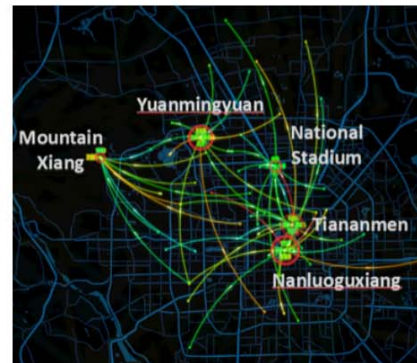 Yuanmingyuan
Mountain
Xiang
National
Stadium
Tiananmen
Nanluoguxiang